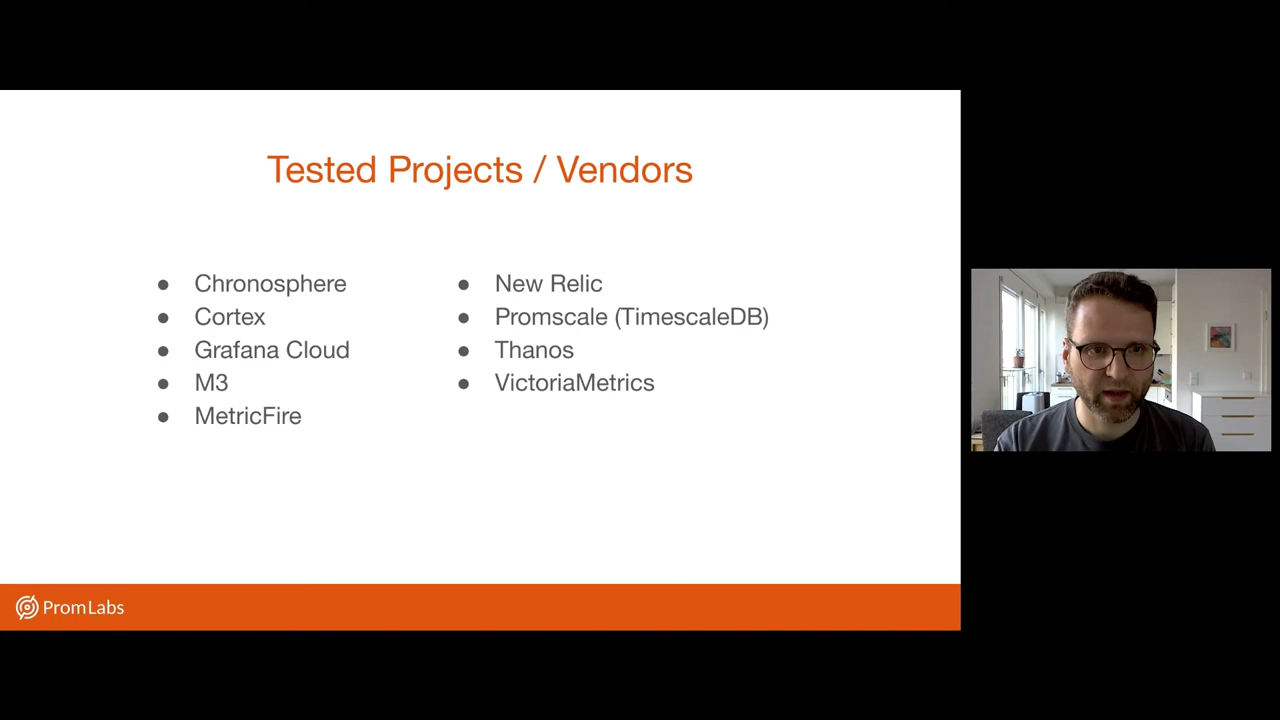 Tested Projects / Vendors
● Chronosphere
● Cortex
● Grafana Cloud
● M3
● MetricFire
● New Relic
● Promscale (TimescaleDB)
● Thanos
● VictoriaMetrics
PromLabs